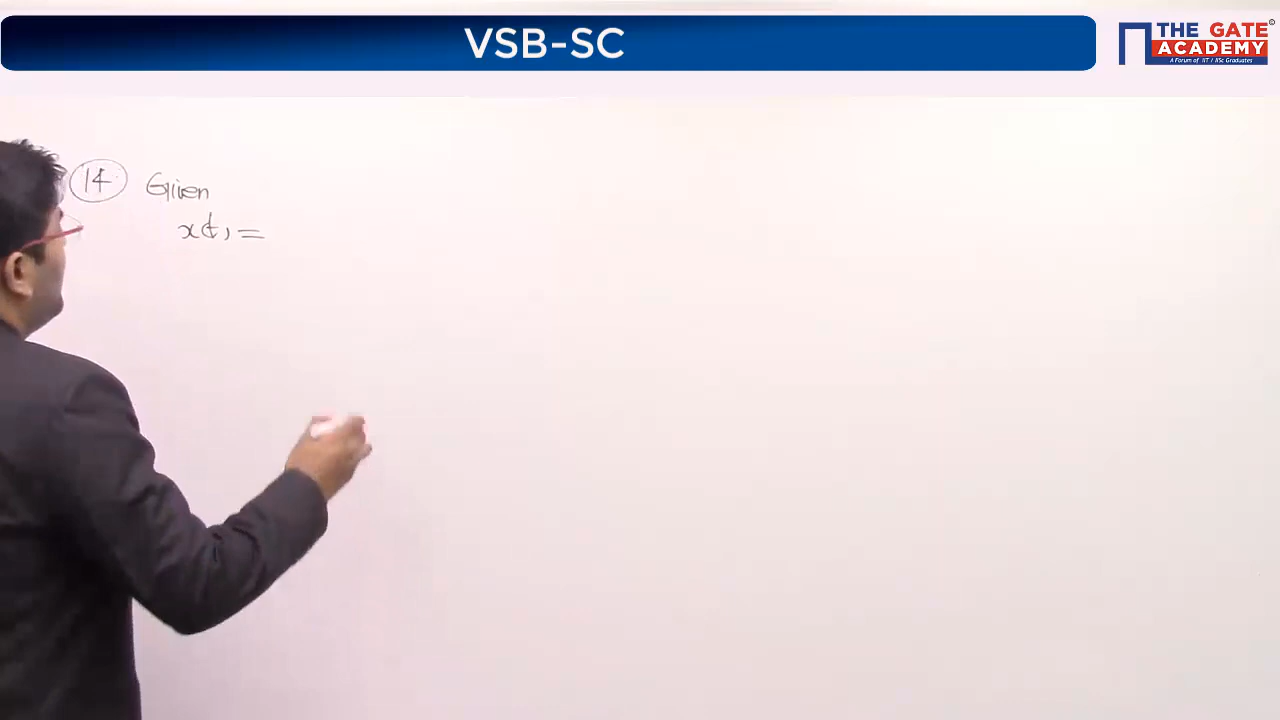 VSB-SC
THE GATE
ACADEMY
A Forum of IIT / IISc Graduates
14 Given
x(t) =